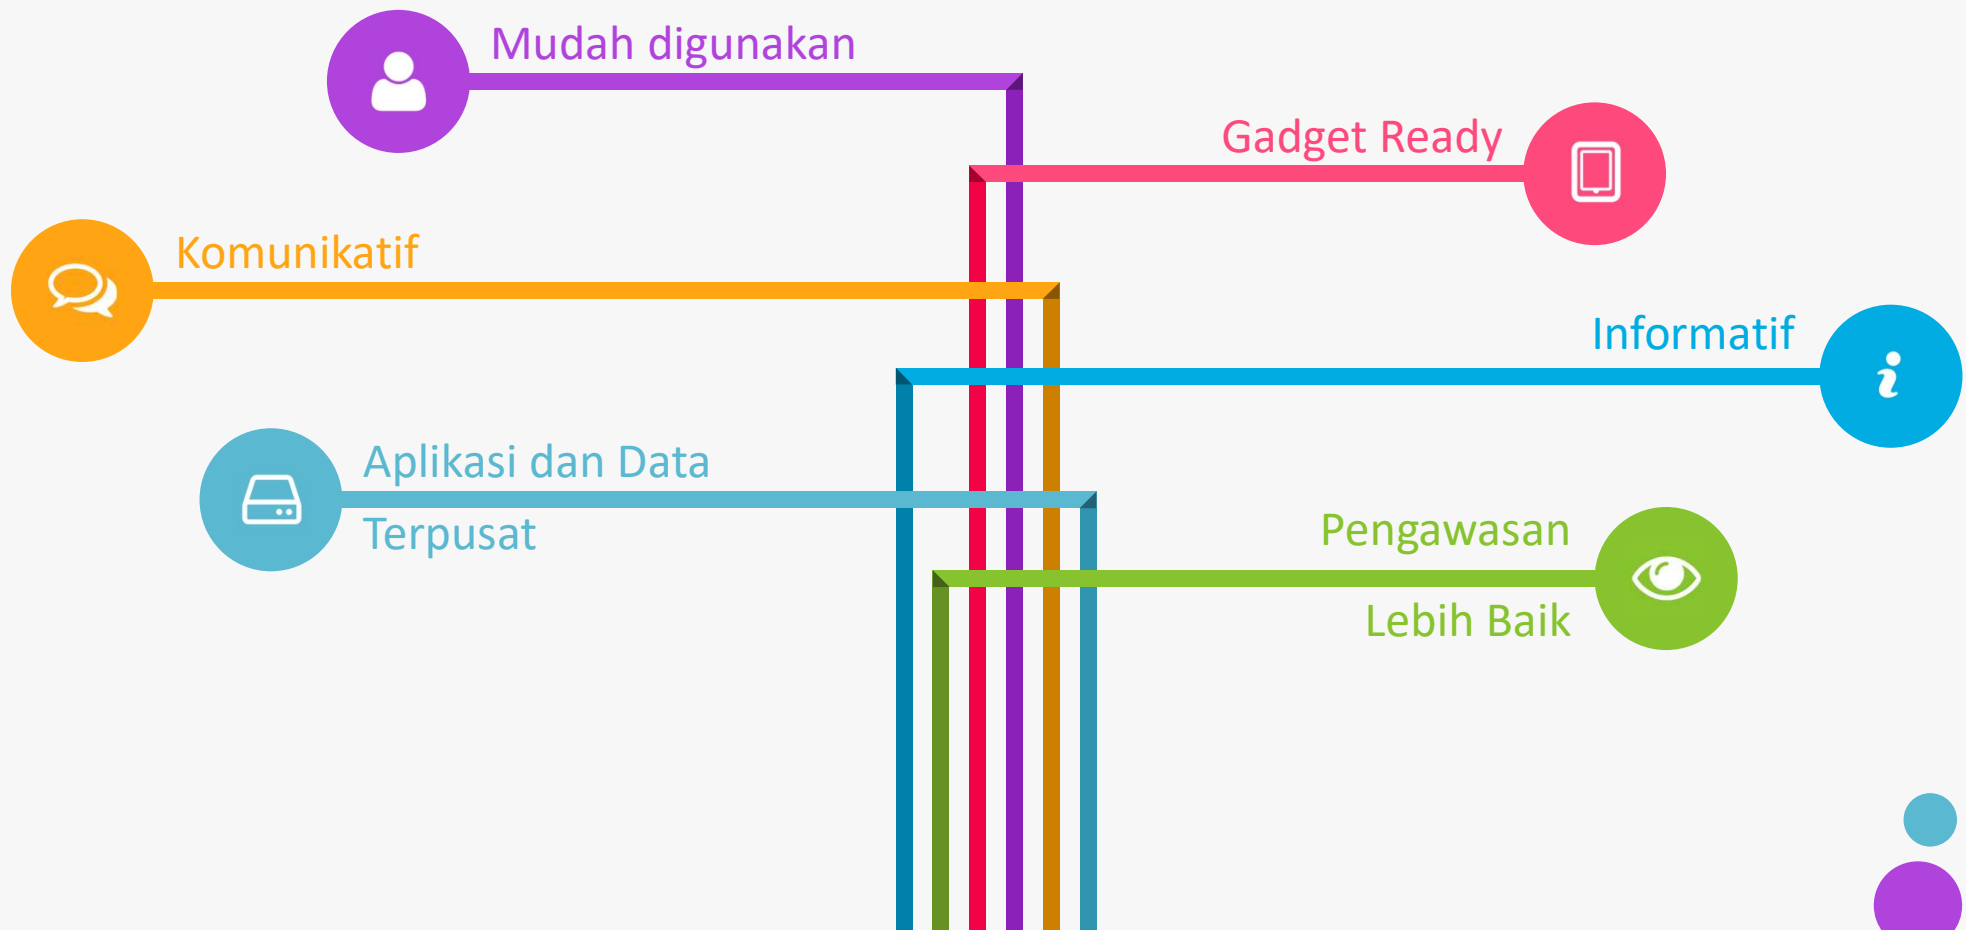 Mudah digunakan
Gadget Ready
Komunikatif
Informatif
Aplikasi dan Data
Terpusat
Pengawasan
Lebih Baik